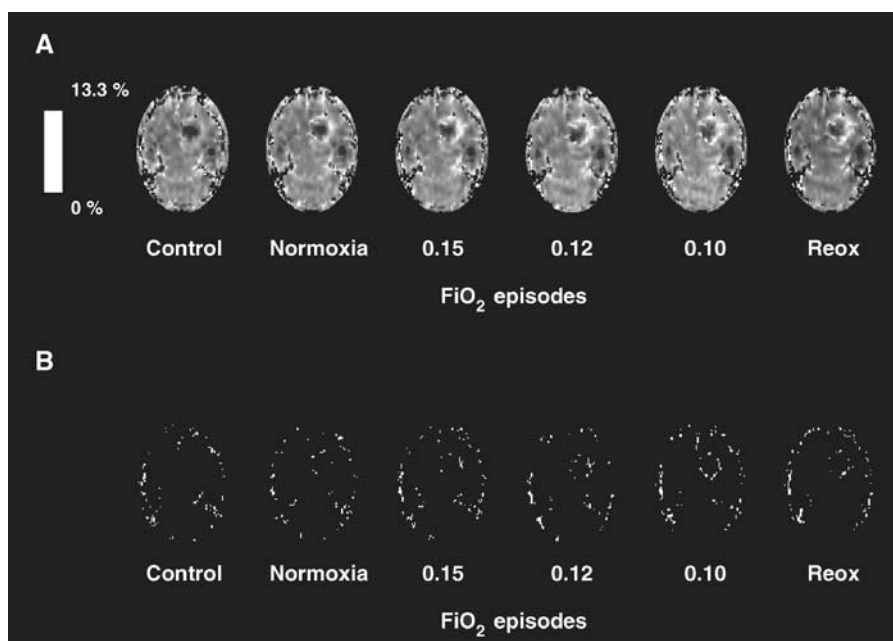 A
13.3 %
0 %
Control Normoxia 0.15 0.12 0.10 Reox
FiO₂ episodes
B
Control Normoxia 0.15 0.12 0.10 Reox
FiO₂ episodes